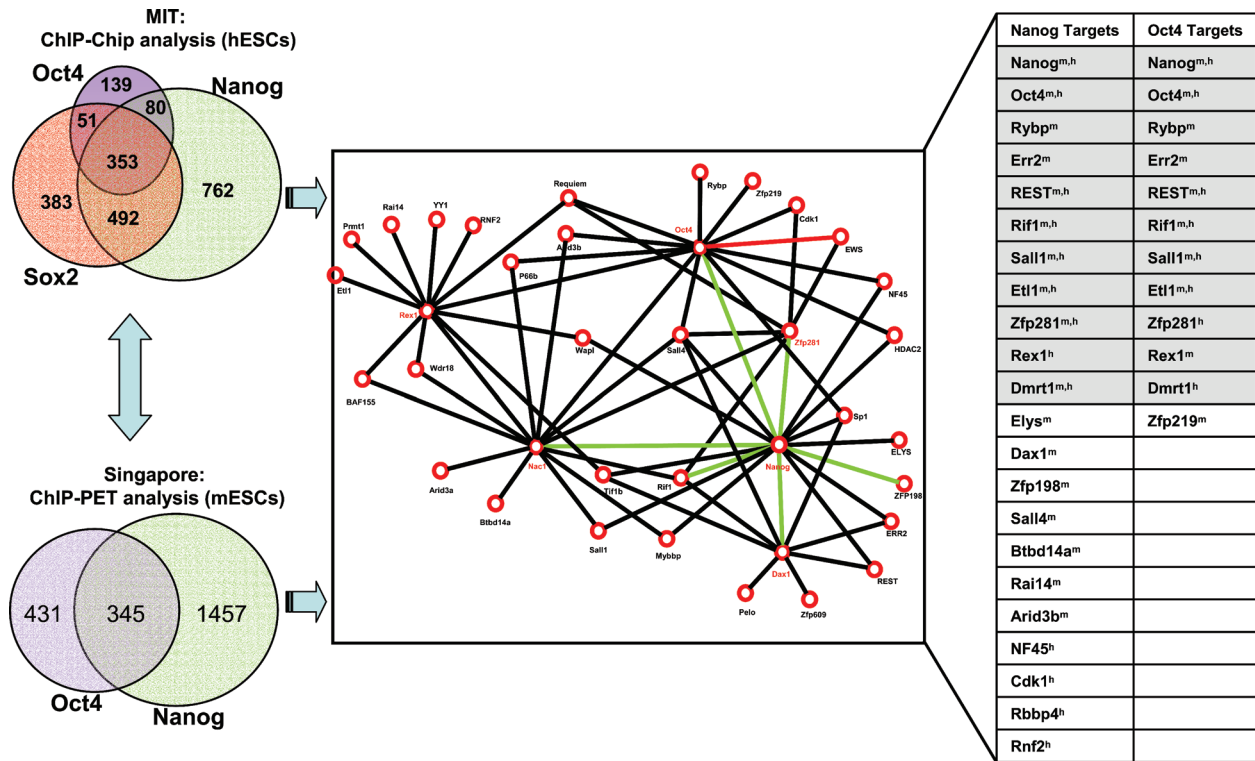 MIT:
ChIP-Chip analysis (hESCs)
Oct4
139
Nanog
80
51
353
762
383
492
Sox2
Singapore:
ChIP-PET analysis (mESCs)
431
345
1457
Oct4
Nanog
Requiem
Rybp
Zfp219
Cdk1
Prmt1
Rai14
YY1
RNF2
Arid3b
Oct4
EWS
P66b
Etl1
NF45
Rex1
Wapl
Sall4
Zfp281
HDAC2
Wdr18
BAF155
Sp1
ELYS
Nac1
Nanog
Arid3a
Tif1b
Rif1
ZFP198
Btbd14a
ERR2
Sall1
Mybbp
Dax1
REST
Pelo
Zfp609
Nanog Targets Oct4 Targets
Nanogm,h Nanogm,h
Oct4m,h Oct4m,h
Rybpm Rybpm
Err2m Err2m
RESTm,h RESTm,h
Rif1m,h Rif1m,h
Sall1m,h Sall1m,h
Etl1m,h Etl1m,h
Zfp281m,h Zfp281h
Rex1h Rex1m
Dmrt1m,h Dmrt1h
Elysm Zfp219m
Dax1m
Zfp198m
Sall4m
Btbd14am
Rai14m
Arid3bm
NF45h
Cdk1h
Rbbp4h
Rnf2h